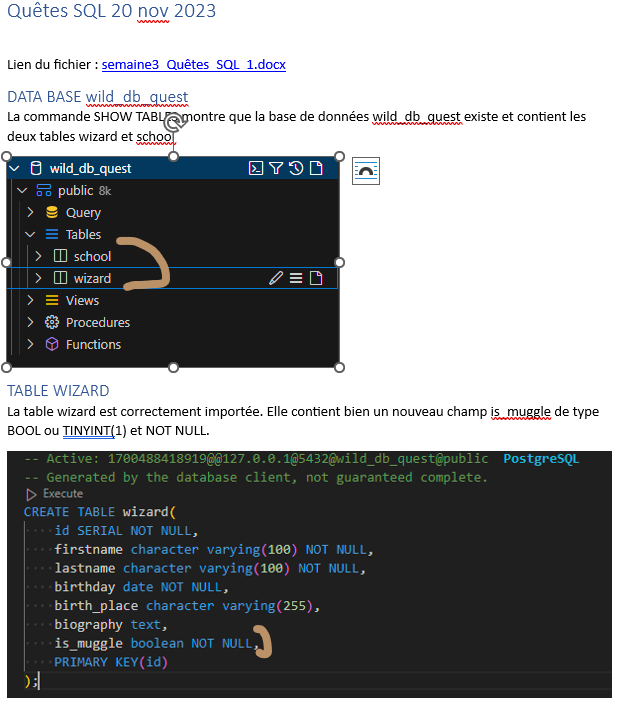 Quêtes SQL 20 nov 2023
Lien du fichier : semaine3_Quêtes_SQL_1.docx
DATA BASE wild_db_quest
La commande SHOW TABLES montre que la base de données wild_db_quest existe et contient les
deux tables wizard et school
wild_db_quest
public 8k
Query
Tables
school
wizard
Views
Procedures
Functions
TABLE WIZARD
La table wizard est correctement importée. Elle contient bien un nouveau champ is_muggle de type
BOOL ou TINYINT(1) et NOT NULL.
-- Active: 1700488418919@@127.0.0.1@5432@wild_db_quest@public PostgreSQL
-- Generated by the database client, not guaranteed complete.
Execute
CREATE TABLE wizard(
id SERIAL NOT NULL,
firstname character varying(100) NOT NULL,
lastname character varying(100) NOT NULL,
birthday date NOT NULL,
birth_place character varying(255),
biography text,
is_muggle boolean NOT NULL,
PRIMARY KEY(id)
);